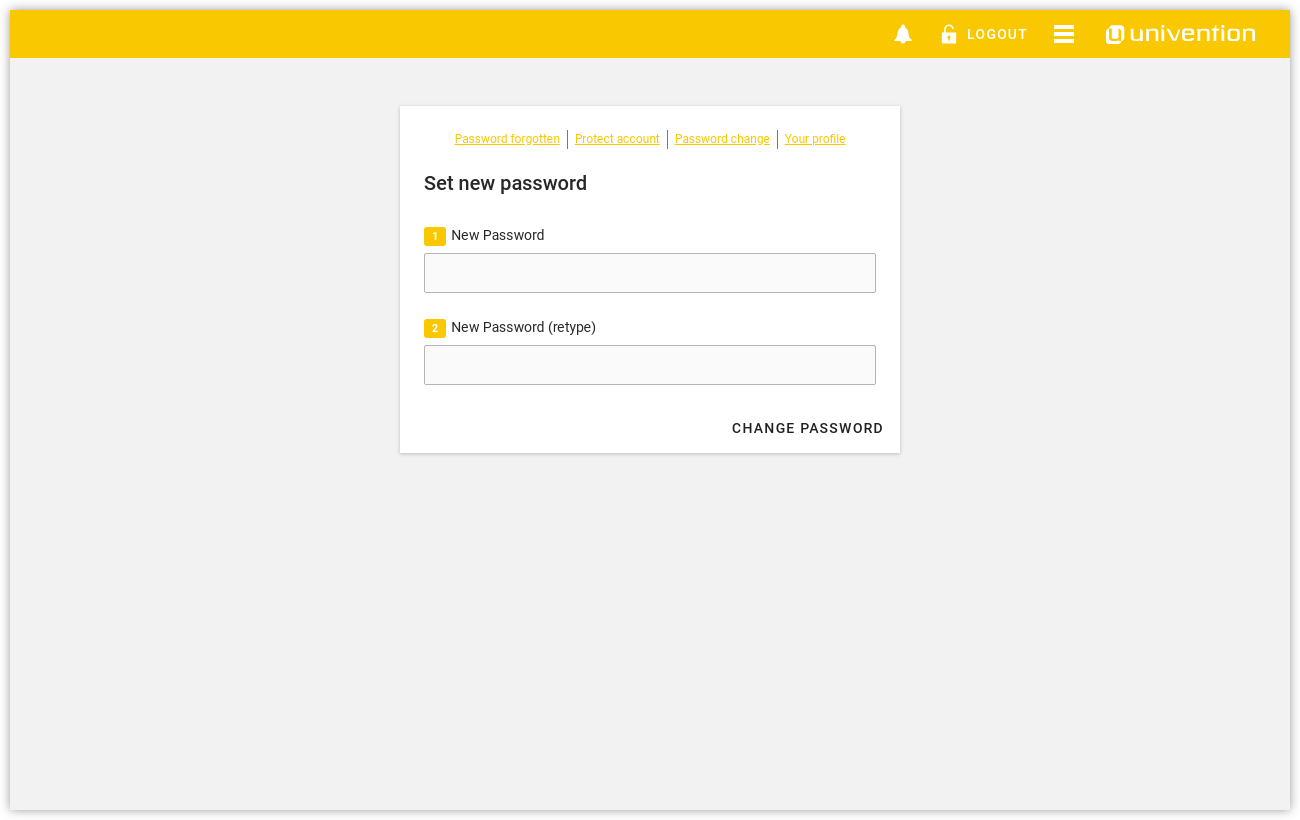 LOGOUT univention
Password forgotten Protect account Password change Your profile
Set new password
1 New Password
2 New Password (retype)
CHANGE PASSWORD